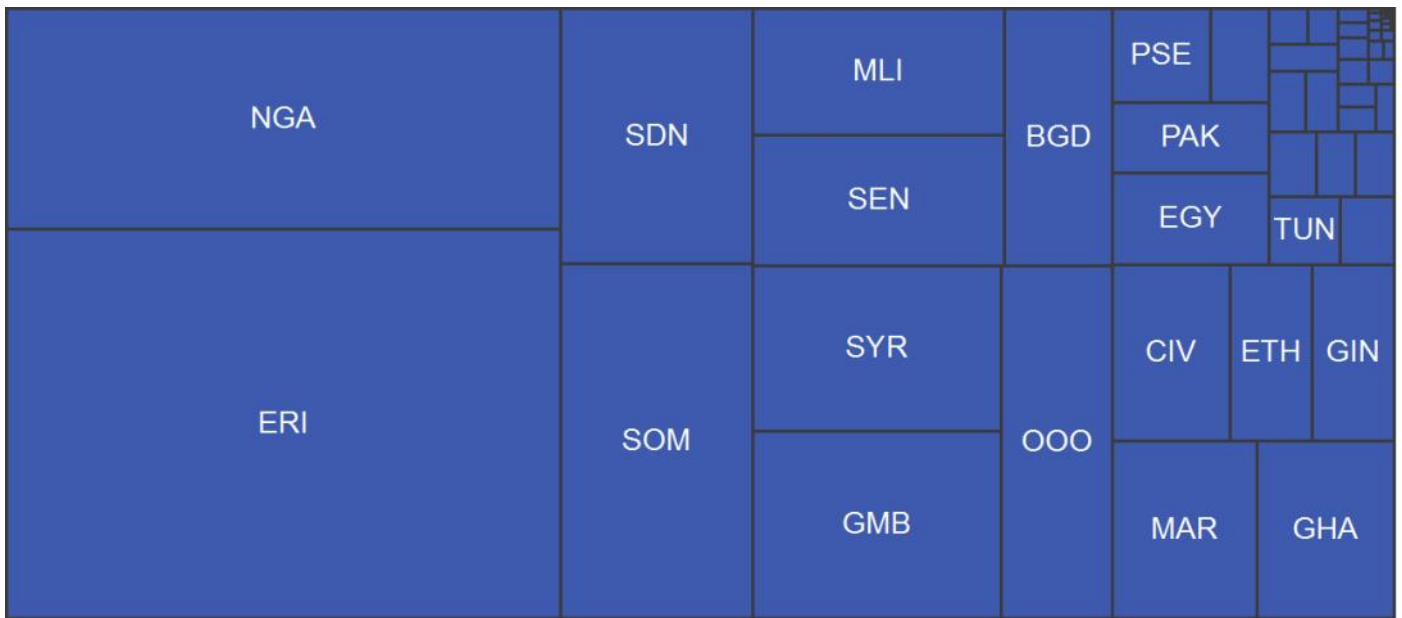 NGA
ERI
SDN
SOM
MLI
SEN
SYR
GMB
BGD
OOO
PSE
PAK
EGY
TUN
CIV
ETH
GIN
MAR
GHA